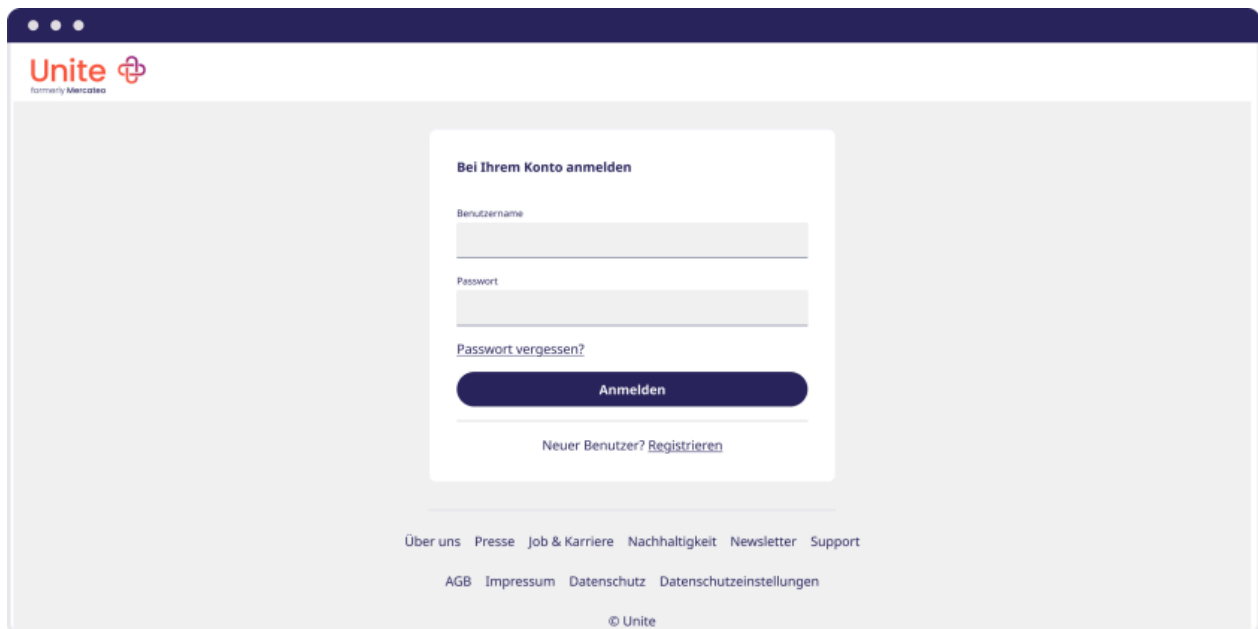 Unite
formerly Mercateo
Bei Ihrem Konto anmelden
Benutzername
Passwort
Passwort vergessen?
Anmelden
Neuer Benutzer? Registrieren
Über uns Presse Job & Karriere Nachhaltigkeit Newsletter Support
AGB Impressum Datenschutz Datenschutzeinstellungen
© Unite